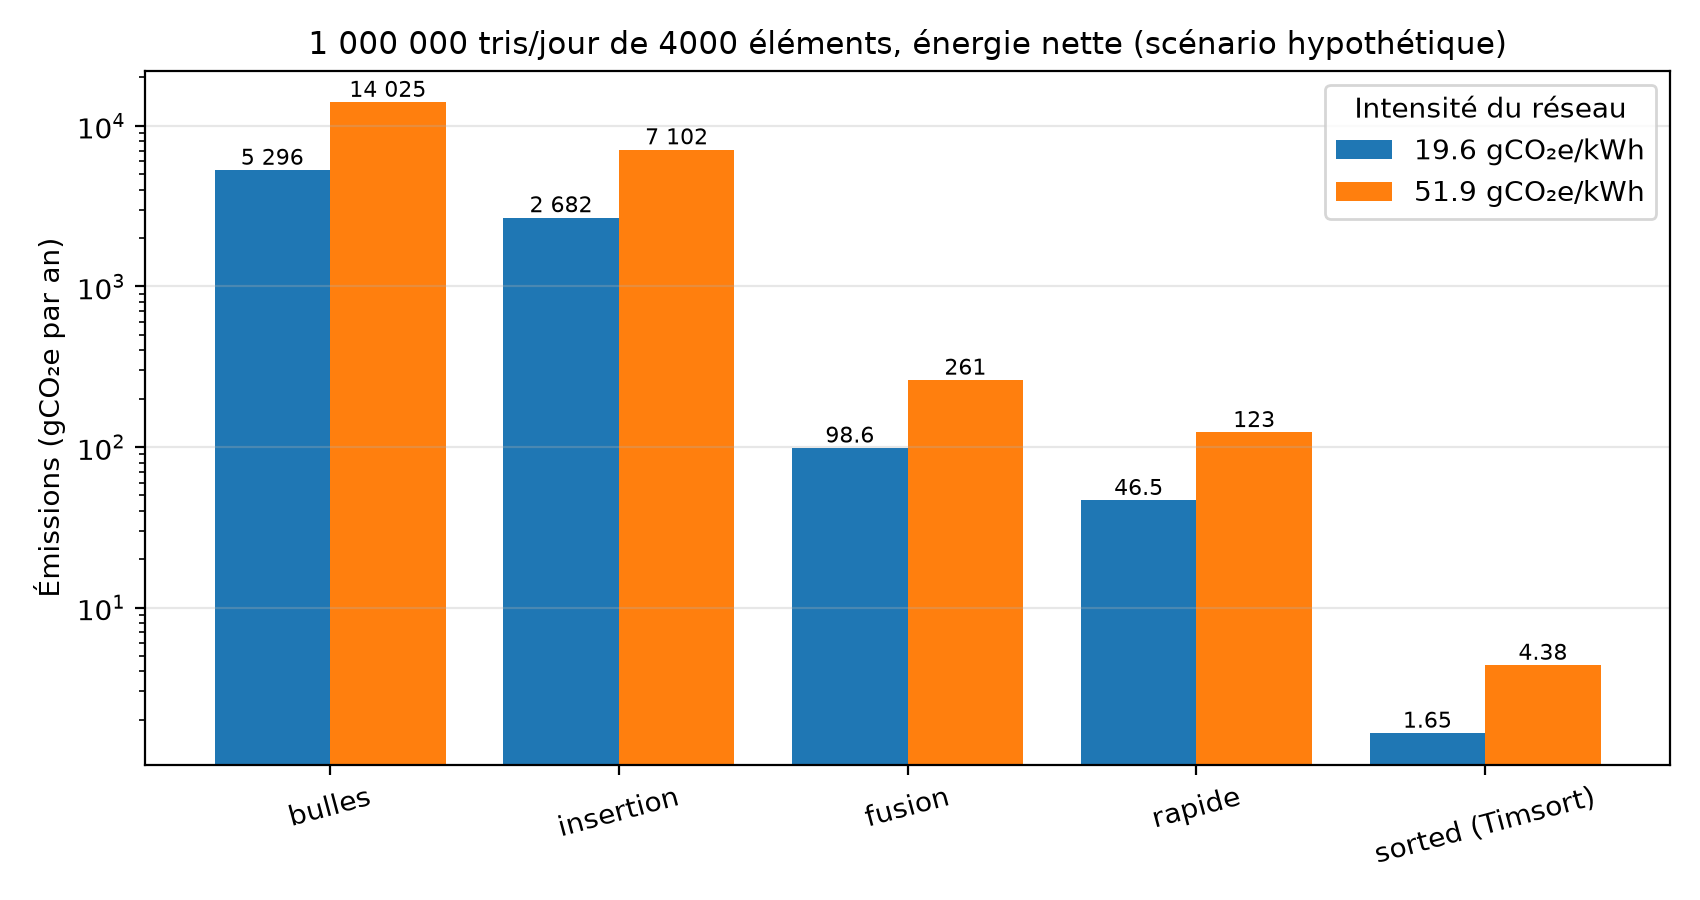 1 000 000 tris/jour de 4000 éléments, énergie nette (scénario hypothétique)
Émissions (gCO₂e par an)
10⁴
10³
10²
10¹
Intensité du réseau
19.6 gCO₂e/kWh
51.9 gCO₂e/kWh
5 296
14 025
2 682
7 102
98.6
261
46.5
123
1.65
4.38
bulles
insertion
fusion
rapide
sorted (Timsort)